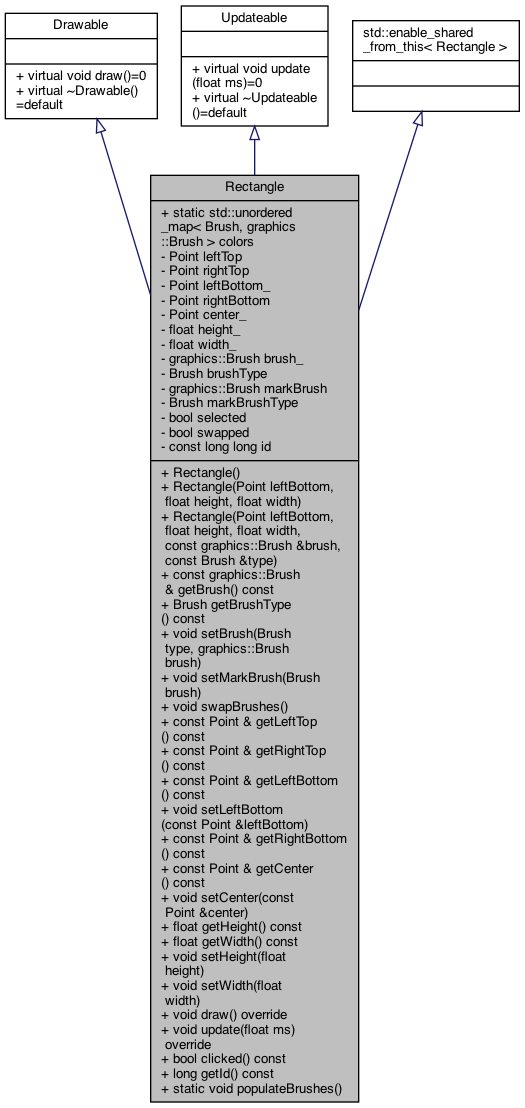 Drawable
+ virtual void draw()=0
+ virtual ~Drawable()
=default
Updateable
+ virtual void update
(float ms)=0
+ virtual ~Updateable
()=default
std::enable_shared
_from_this< Rectangle >
Rectangle
+ static std::unordered
_map< Brush, graphics
::Brush > colors
- Point leftTop
- Point rightTop
- Point leftBottom_
- Point rightBottom
- Point center_
- float height_
- float width_
- graphics::Brush brush_
- Brush brushType
- graphics::Brush markBrush
- Brush markBrushType
- bool selected
- bool swapped
- const long long id
+ Rectangle()
+ Rectangle(Point leftBottom,
float height, float width)
+ Rectangle(Point leftBottom,
float height, float width,
const graphics::Brush &brush,
const Brush &type)
+ const graphics::Brush
& getBrush() const
+ Brush getBrushType
() const
+ void setBrush(Brush
type, graphics::Brush
brush)
+ void setMarkBrush(Brush
brush)
+ void swapBrushes()
+ const Point & getLeftTop
() const
+ const Point & getRightTop
() const
+ const Point & getLeftBottom
() const
+ void setLeftBottom
(const Point &leftBottom)
+ const Point & getRightBottom
() const
+ const Point & getCenter
() const
+ void setCenter(const
Point &center)
+ float getHeight() const
+ float getWidth() const
+ void setHeight(float
height)
+ void setWidth(float
width)
+ void draw() override
+ void update(float ms)
override
+ bool clicked() const
+ long getId() const
+ static void populateBrushes()